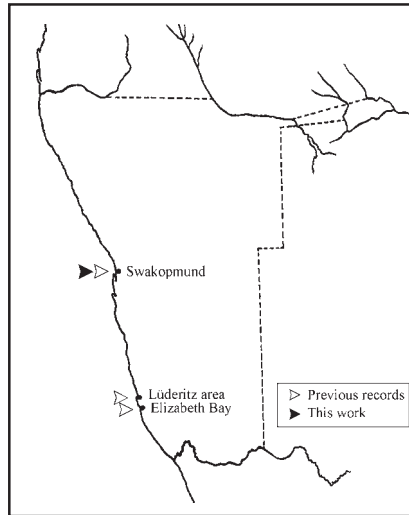 Swakopmund
Lüderitz area
Elizabeth Bay
Previous records
This work